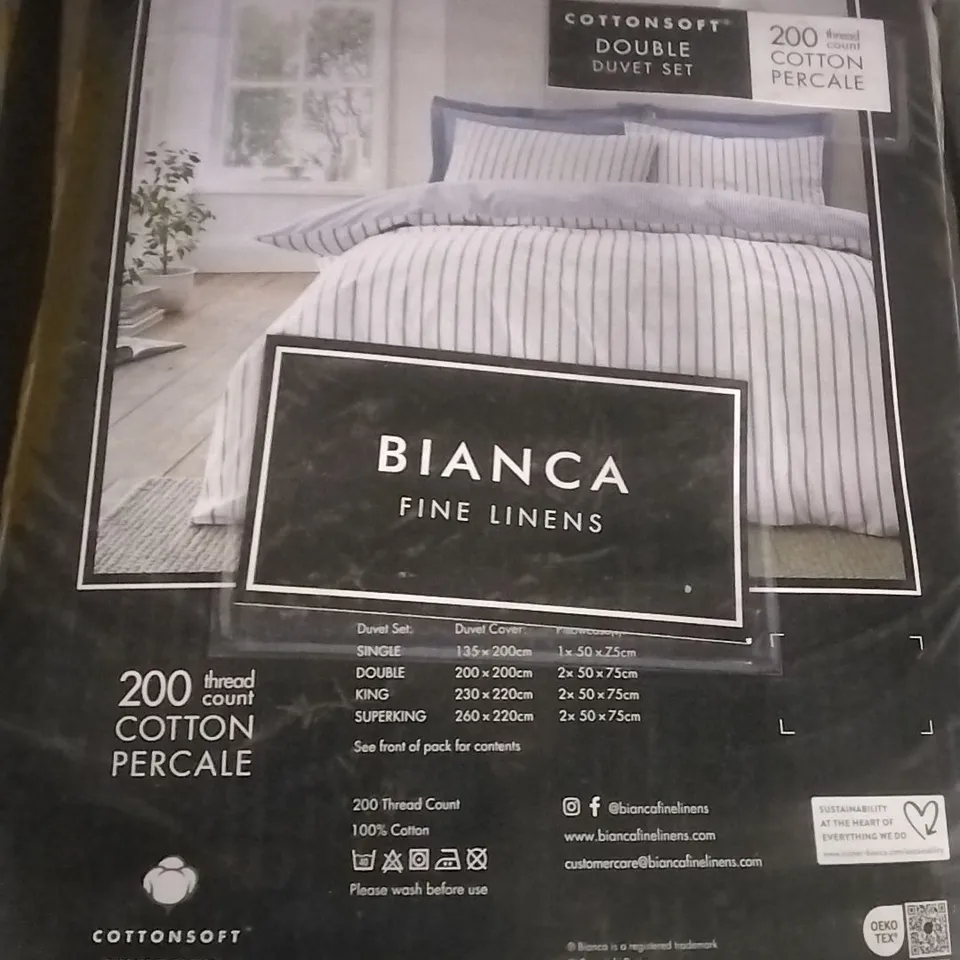 COTTONSOFT®
DOUBLE
DUVET SET
200 thread count
COTTON
PERCALE
BIANCA
FINE LINENS
Duvet Set: Duvet Cover:
SINGLE 135 x 200cm 1x 50 x 75cm
DOUBLE 200 x 200cm 2x 50 x 75cm
KING 230 x 220cm 2x 50 x 75cm
SUPERKING 260 x 220cm 2x 50 x 75cm
See front of pack for contents
200 thread count
COTTON
PERCALE
200 Thread Count
100% Cotton
Please wash before use
@biancafinelinens
www.biancafinelinens.com
customercare@biancafinelinens.com
SUSTAINABILITY
AT THE HEART OF
EVERYTHING WE DO
COTTONSOFT®
OEKO
TEX®
® Bianca is a registered trademark